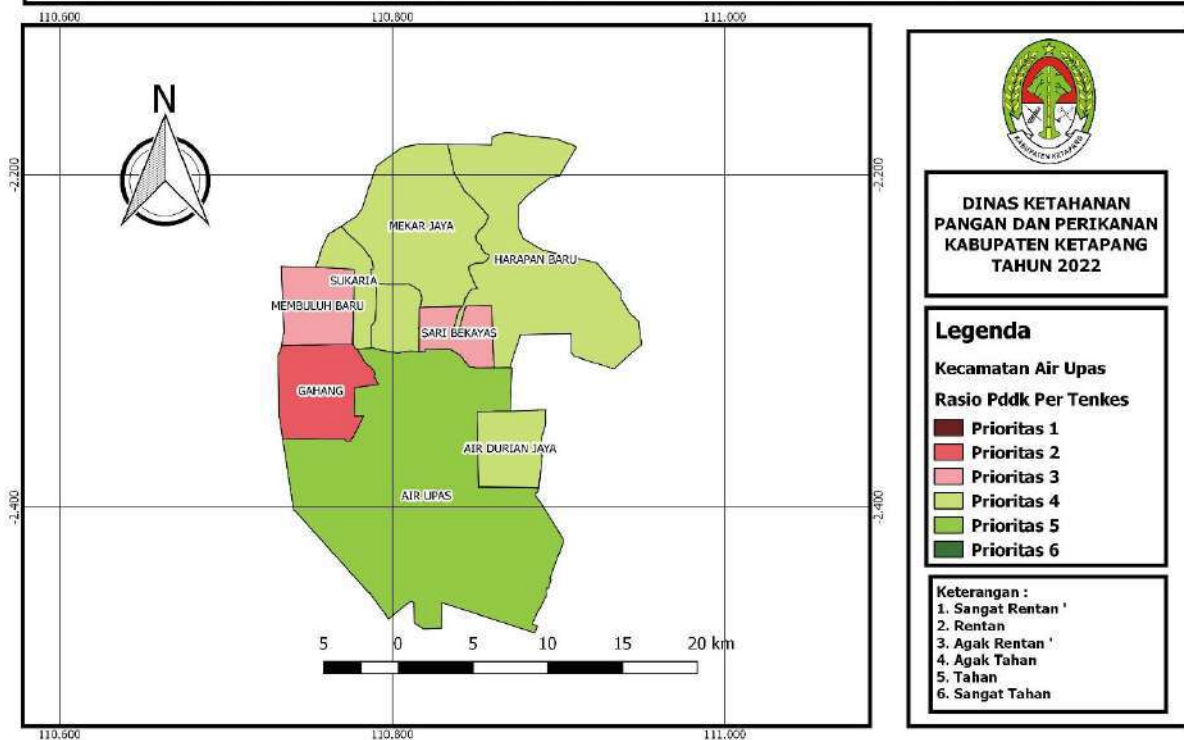 110.600 110.800 111.000
N
-2.200 -2.200
MEKAR JAYA
HARAPAN BARU
SUKARIA
MEMBULUH BARU
SARI BEKAYAS
GAHANG
AIR DURIAN JAYA
AIR UPAS
-2.400 -2.400
5 0 5 10 15 20 km
110.600 110.800 111.000
KABUPATEN KETAPANG
DINAS KETAHANAN
PANGAN DAN PERIKANAN
KABUPATEN KETAPANG
TAHUN 2022
Legenda
Kecamatan Air Upas
Rasio Pddk Per Tenkes
Prioritas 1
Prioritas 2
Prioritas 3
Prioritas 4
Prioritas 5
Prioritas 6
Keterangan :
1. Sangat Rentan '
2. Rentan
3. Agak Rentan '
4. Agak Tahan
5. Tahan
6. Sangat Tahan